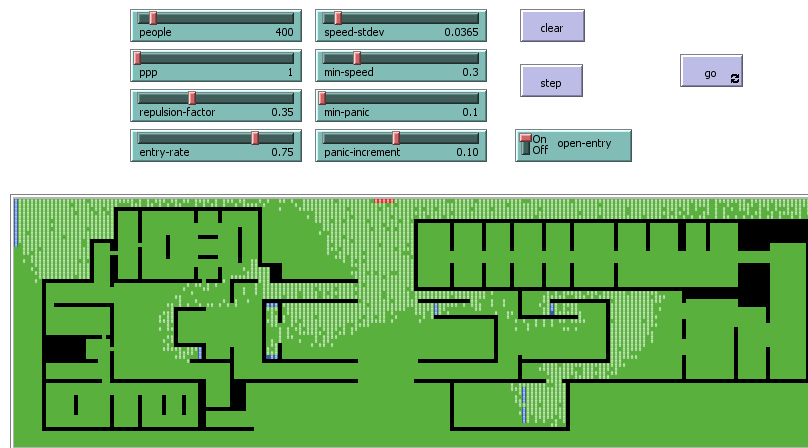 people 400
speed-stdev 0.0365
clear
ppp 1
min-speed 0.3
go
step
repulsion-factor 0.35
min-panic 0.1
entry-rate 0.75
panic-increment 0.10
On
Off
open-entry